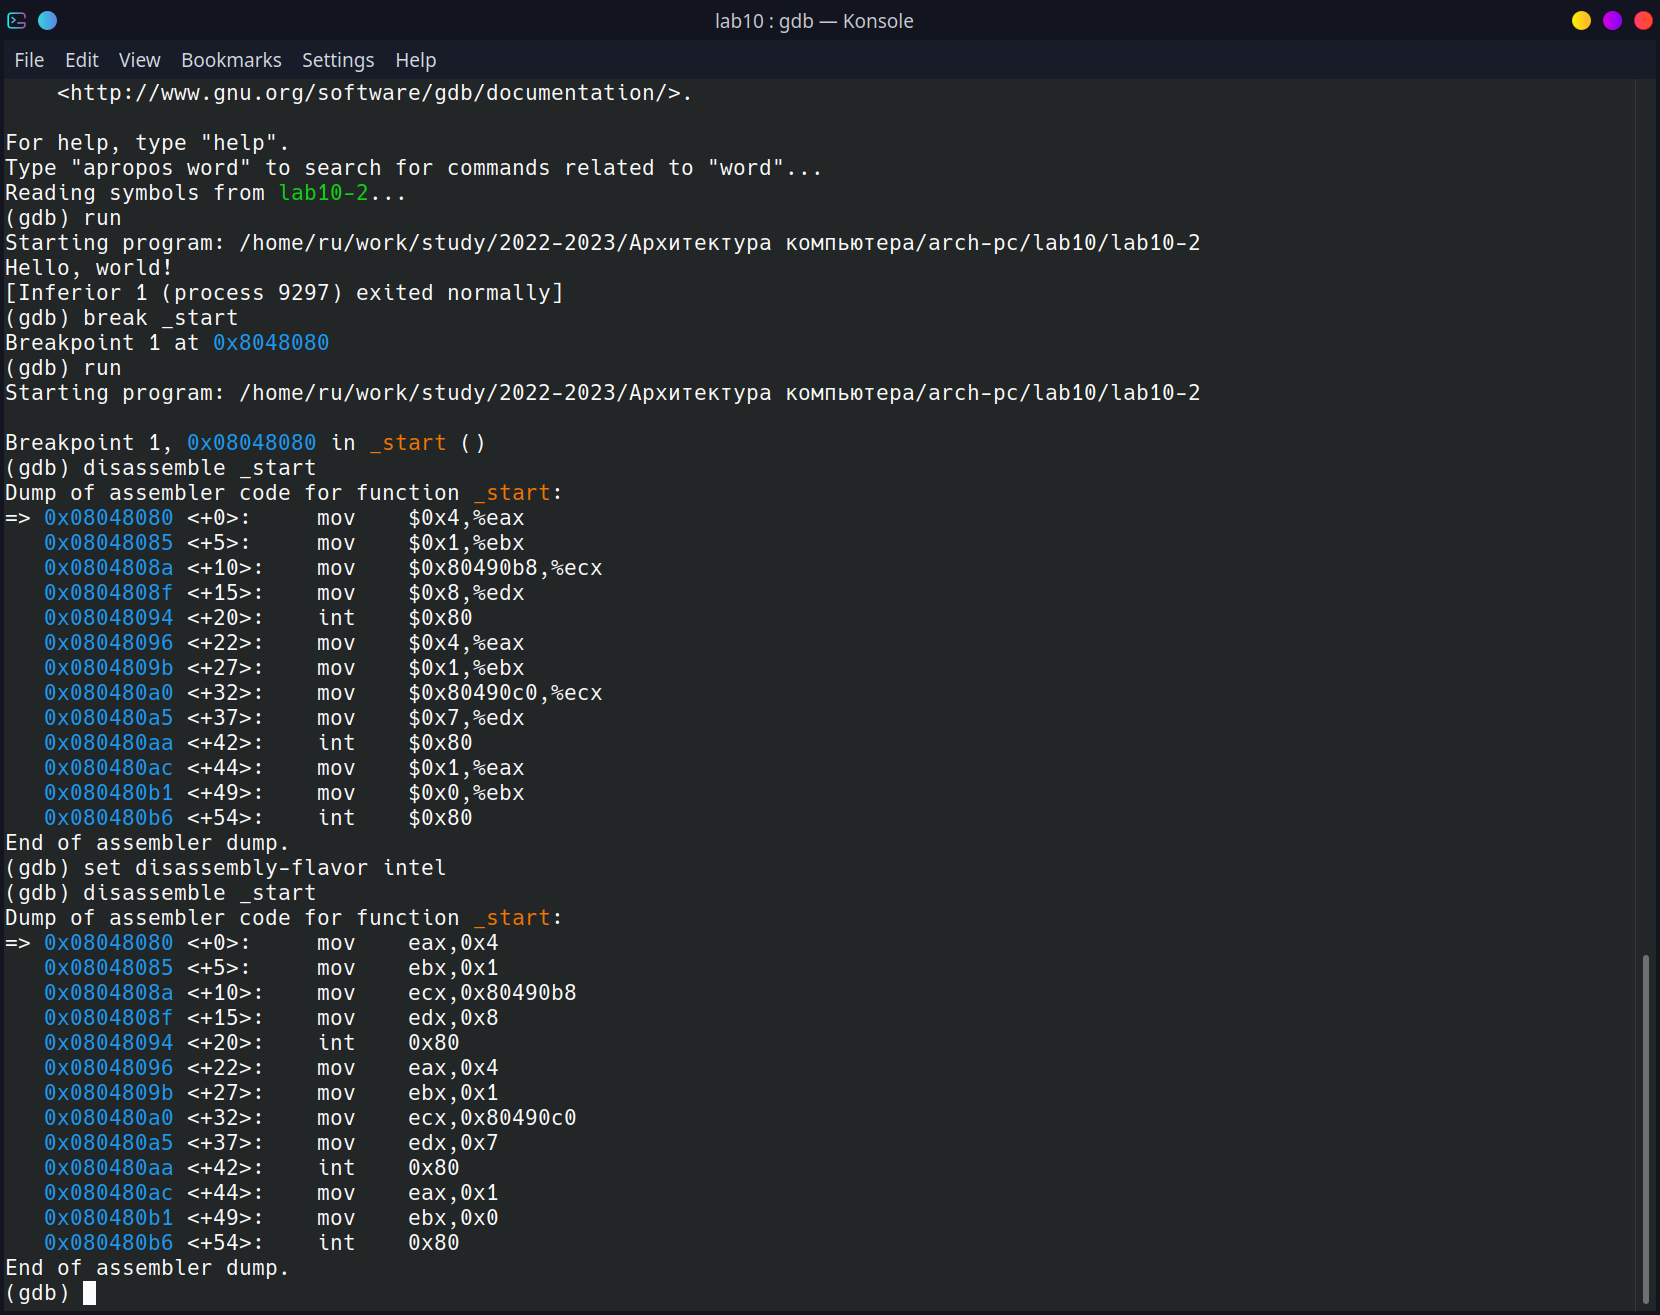 lab10 : gdb — Konsole
File Edit View Bookmarks Settings Help
    <http://www.gnu.org/software/gdb/documentation/>.

For help, type "help".
Type "apropos word" to search for commands related to "word"...
Reading symbols from lab10-2...
(gdb) run
Starting program: /home/ru/work/study/2022-2023/Архитектура компьютера/arch-pc/lab10/lab10-2
Hello, world!
[Inferior 1 (process 9297) exited normally]
(gdb) break _start
Breakpoint 1 at 0x8048080
(gdb) run
Starting program: /home/ru/work/study/2022-2023/Архитектура компьютера/arch-pc/lab10/lab10-2

Breakpoint 1, 0x08048080 in _start ()
(gdb) disassemble _start
Dump of assembler code for function _start:
=> 0x08048080 <+0>:     mov    $0x4,%eax
   0x08048085 <+5>:     mov    $0x1,%ebx
   0x0804808a <+10>:    mov    $0x80490b8,%ecx
   0x0804808f <+15>:    mov    $0x8,%edx
   0x08048094 <+20>:    int    $0x80
   0x08048096 <+22>:    mov    $0x4,%eax
   0x0804809b <+27>:    mov    $0x1,%ebx
   0x080480a0 <+32>:    mov    $0x80490c0,%ecx
   0x080480a5 <+37>:    mov    $0x7,%edx
   0x080480aa <+42>:    int    $0x80
   0x080480ac <+44>:    mov    $0x1,%eax
   0x080480b1 <+49>:    mov    $0x0,%ebx
   0x080480b6 <+54>:    int    $0x80
End of assembler dump.
(gdb) set disassembly-flavor intel
(gdb) disassemble _start
Dump of assembler code for function _start:
=> 0x08048080 <+0>:     mov    eax,0x4
   0x08048085 <+5>:     mov    ebx,0x1
   0x0804808a <+10>:    mov    ecx,0x80490b8
   0x0804808f <+15>:    mov    edx,0x8
   0x08048094 <+20>:    int    0x80
   0x08048096 <+22>:    mov    eax,0x4
   0x0804809b <+27>:    mov    ebx,0x1
   0x080480a0 <+32>:    mov    ecx,0x80490c0
   0x080480a5 <+37>:    mov    edx,0x7
   0x080480aa <+42>:    int    0x80
   0x080480ac <+44>:    mov    eax,0x1
   0x080480b1 <+49>:    mov    ebx,0x0
   0x080480b6 <+54>:    int    0x80
End of assembler dump.
(gdb)